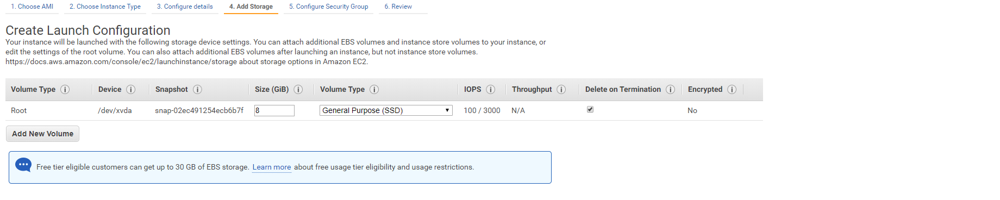 1. Choose AMI 2. Choose Instance Type 3. Configure details 4. Add Storage 5. Configure Security Group 6. Review
Create Launch Configuration
Your instance will be launched with the following storage device settings. You can attach additional EBS volumes and instance store volumes to your instance, or
edit the settings of the root volume. You can also attach additional EBS volumes after launching an instance, but not instance store volumes.
https://docs.aws.amazon.com/console/ec2/launchinstance/storage about storage options in Amazon EC2.
Volume Type i Device i Snapshot i Size (GiB) i Volume Type i IOPS i Throughput i Delete on Termination i Encrypted i
Root /dev/xvda snap-02ec491254ecb6b7f 8 General Purpose (SSD) 100 / 3000 N/A No
Add New Volume
Free tier eligible customers can get up to 30 GB of EBS storage. Learn more about free usage tier eligibility and usage restrictions.